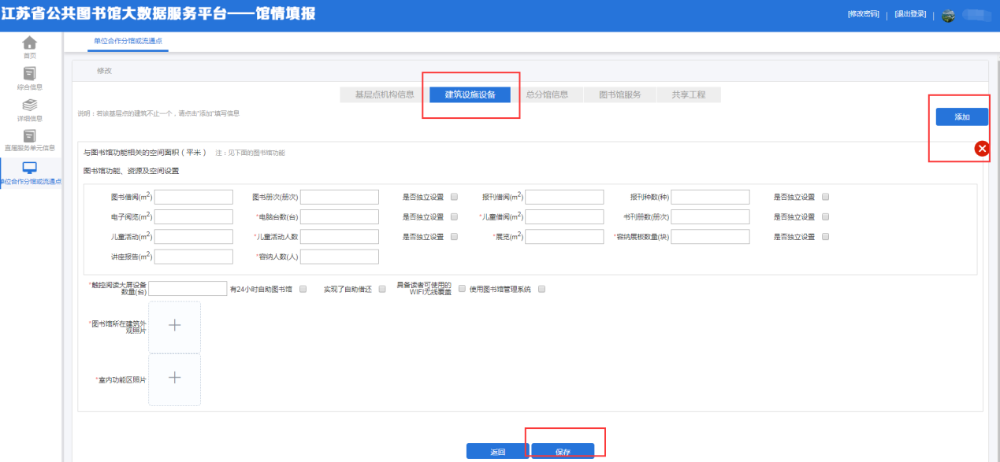 江苏省公共图书馆大数据服务平台——馆情填报
[修改密码] | [退出登录] |
首页
综合信息
详细信息
直属服务单元信息
单位合作分馆或流通点
单位合作分馆或流通点
修改
基层点机构信息 建筑设施设备 总分馆信息 图书馆服务 共享工程
说明：若该基层点的建筑不止一个，请点击"添加"填写信息
添加
与图书馆功能相关的空间面积（平米） 注：见下面的图书馆功能
图书馆功能、资源及空间设置
图书借阅(m²) 图书册次(册次) 是否独立设置 报刊借阅(m²) 报刊种数(种) 是否独立设置
电子阅览(m²) *电脑台数(台) 是否独立设置 *儿童借阅(m²) 书刊册数(册次) 是否独立设置
儿童活动(m²) *儿童活动人数 是否独立设置 *展览(m²) *容纳展板数量(块) 是否独立设置
讲座报告(m²) *容纳人数(人)
*触控阅读大屏设备数量(台) 有24小时自助图书馆 实现了自助借还 具备读者可使用的WIFI无线覆盖 使用图书馆管理系统
*图书馆所在建筑外观照片
*室内功能区照片
返回 保存